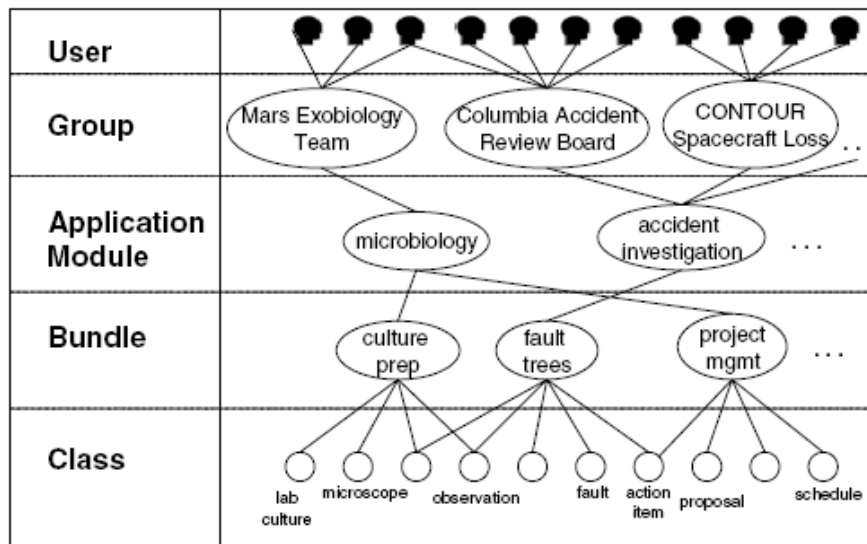 User
Group
Mars Exobiology
Team
Columbia Accident
Review Board
CONTOUR
Spacecraft Loss
. .
Application
Module
microbiology
accident
investigation
. . .
Bundle
culture
prep
fault
trees
project
mgmt
. . .
Class
lab
culture
microscope
observation
fault
action
item
proposal
schedule